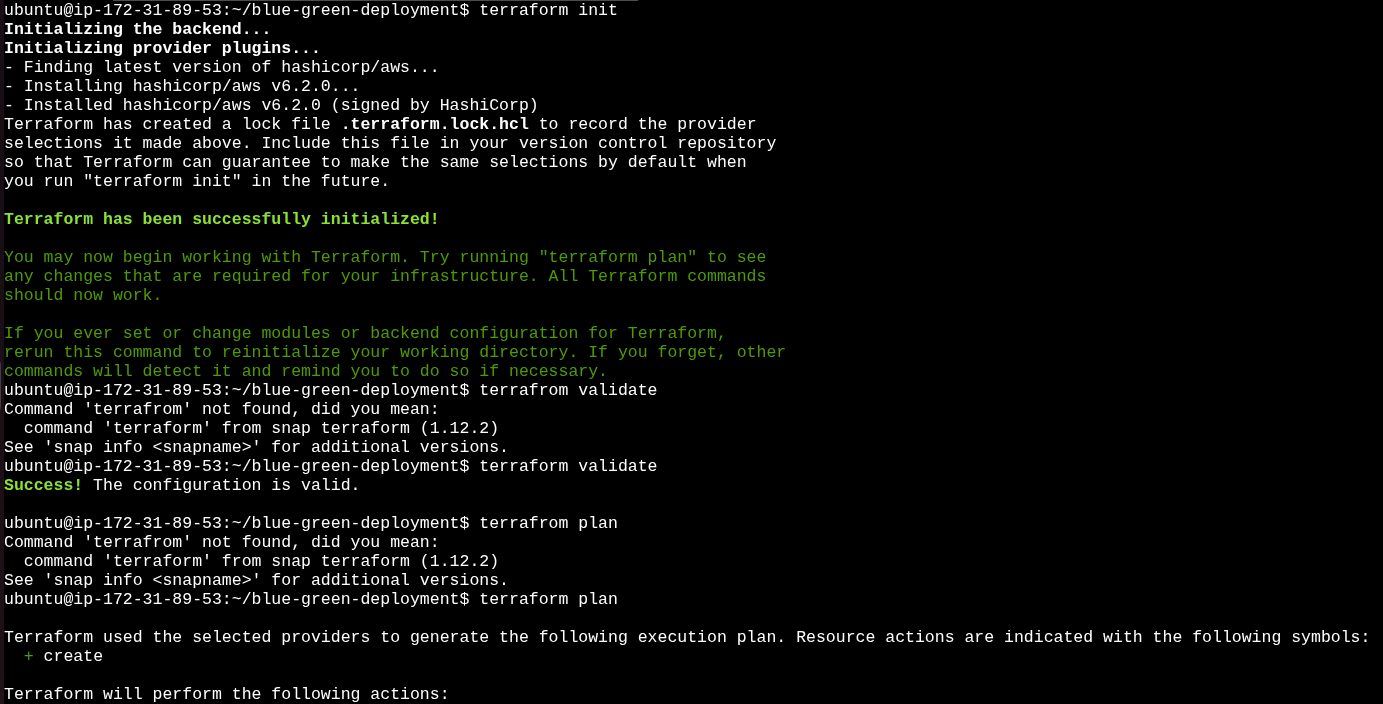 ubuntu@ip-172-31-89-53:~/blue-green-deployment$ terraform init
Initializing the backend...
Initializing provider plugins...
- Finding latest version of hashicorp/aws...
- Installing hashicorp/aws v6.2.0...
- Installed hashicorp/aws v6.2.0 (signed by HashiCorp)
Terraform has created a lock file .terraform.lock.hcl to record the provider
selections it made above. Include this file in your version control repository
so that Terraform can guarantee to make the same selections by default when
you run "terraform init" in the future.

Terraform has been successfully initialized!

You may now begin working with Terraform. Try running "terraform plan" to see
any changes that are required for your infrastructure. All Terraform commands
should now work.

If you ever set or change modules or backend configuration for Terraform,
rerun this command to reinitialize your working directory. If you forget, other
commands will detect it and remind you to do so if necessary.
ubuntu@ip-172-31-89-53:~/blue-green-deployment$ terrafrom validate
Command 'terrafrom' not found, did you mean:
  command 'terraform' from snap terraform (1.12.2)
See 'snap info <snapname>' for additional versions.
ubuntu@ip-172-31-89-53:~/blue-green-deployment$ terraform validate
Success! The configuration is valid.

ubuntu@ip-172-31-89-53:~/blue-green-deployment$ terrafrom plan
Command 'terrafrom' not found, did you mean:
  command 'terraform' from snap terraform (1.12.2)
See 'snap info <snapname>' for additional versions.
ubuntu@ip-172-31-89-53:~/blue-green-deployment$ terraform plan

Terraform used the selected providers to generate the following execution plan. Resource actions are indicated with the following symbols:
  + create

Terraform will perform the following actions: